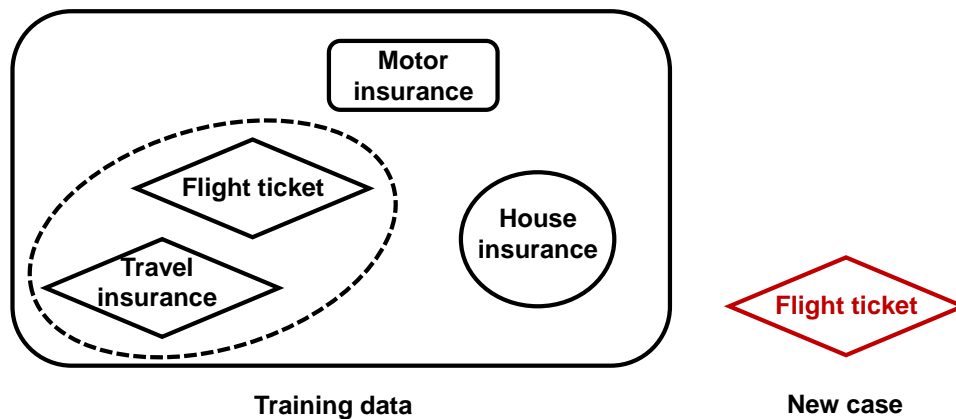 Motor
insurance
Flight ticket
House
insurance
Travel
insurance
Flight ticket
Training data
New case